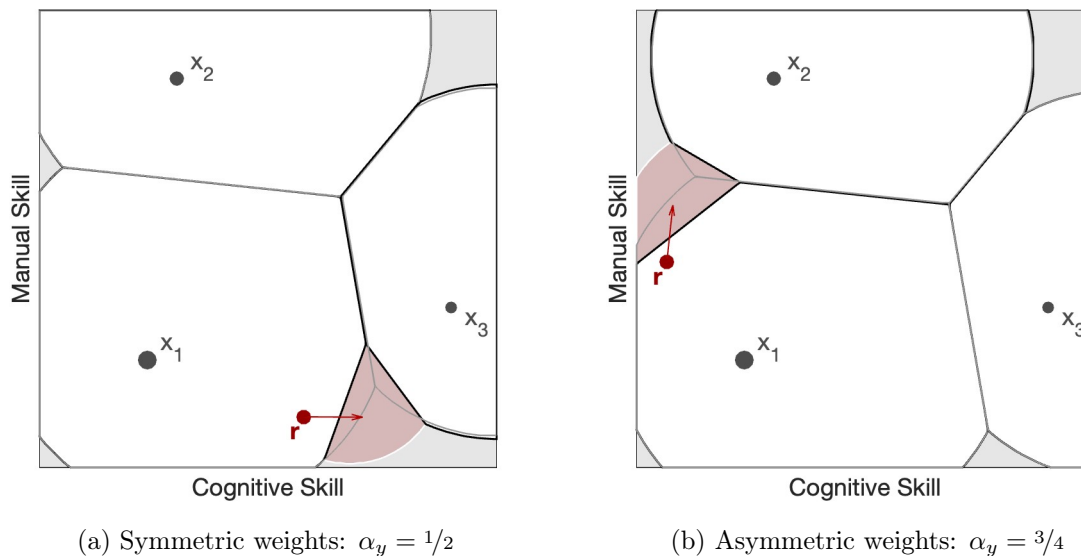 x2
x3
x1
r
Manual Skill
Cognitive Skill
(a) Symmetric weights: αy = 1/2
x2
x3
x1
r
Manual Skill
Cognitive Skill
(b) Asymmetric weights: αy = 3/4